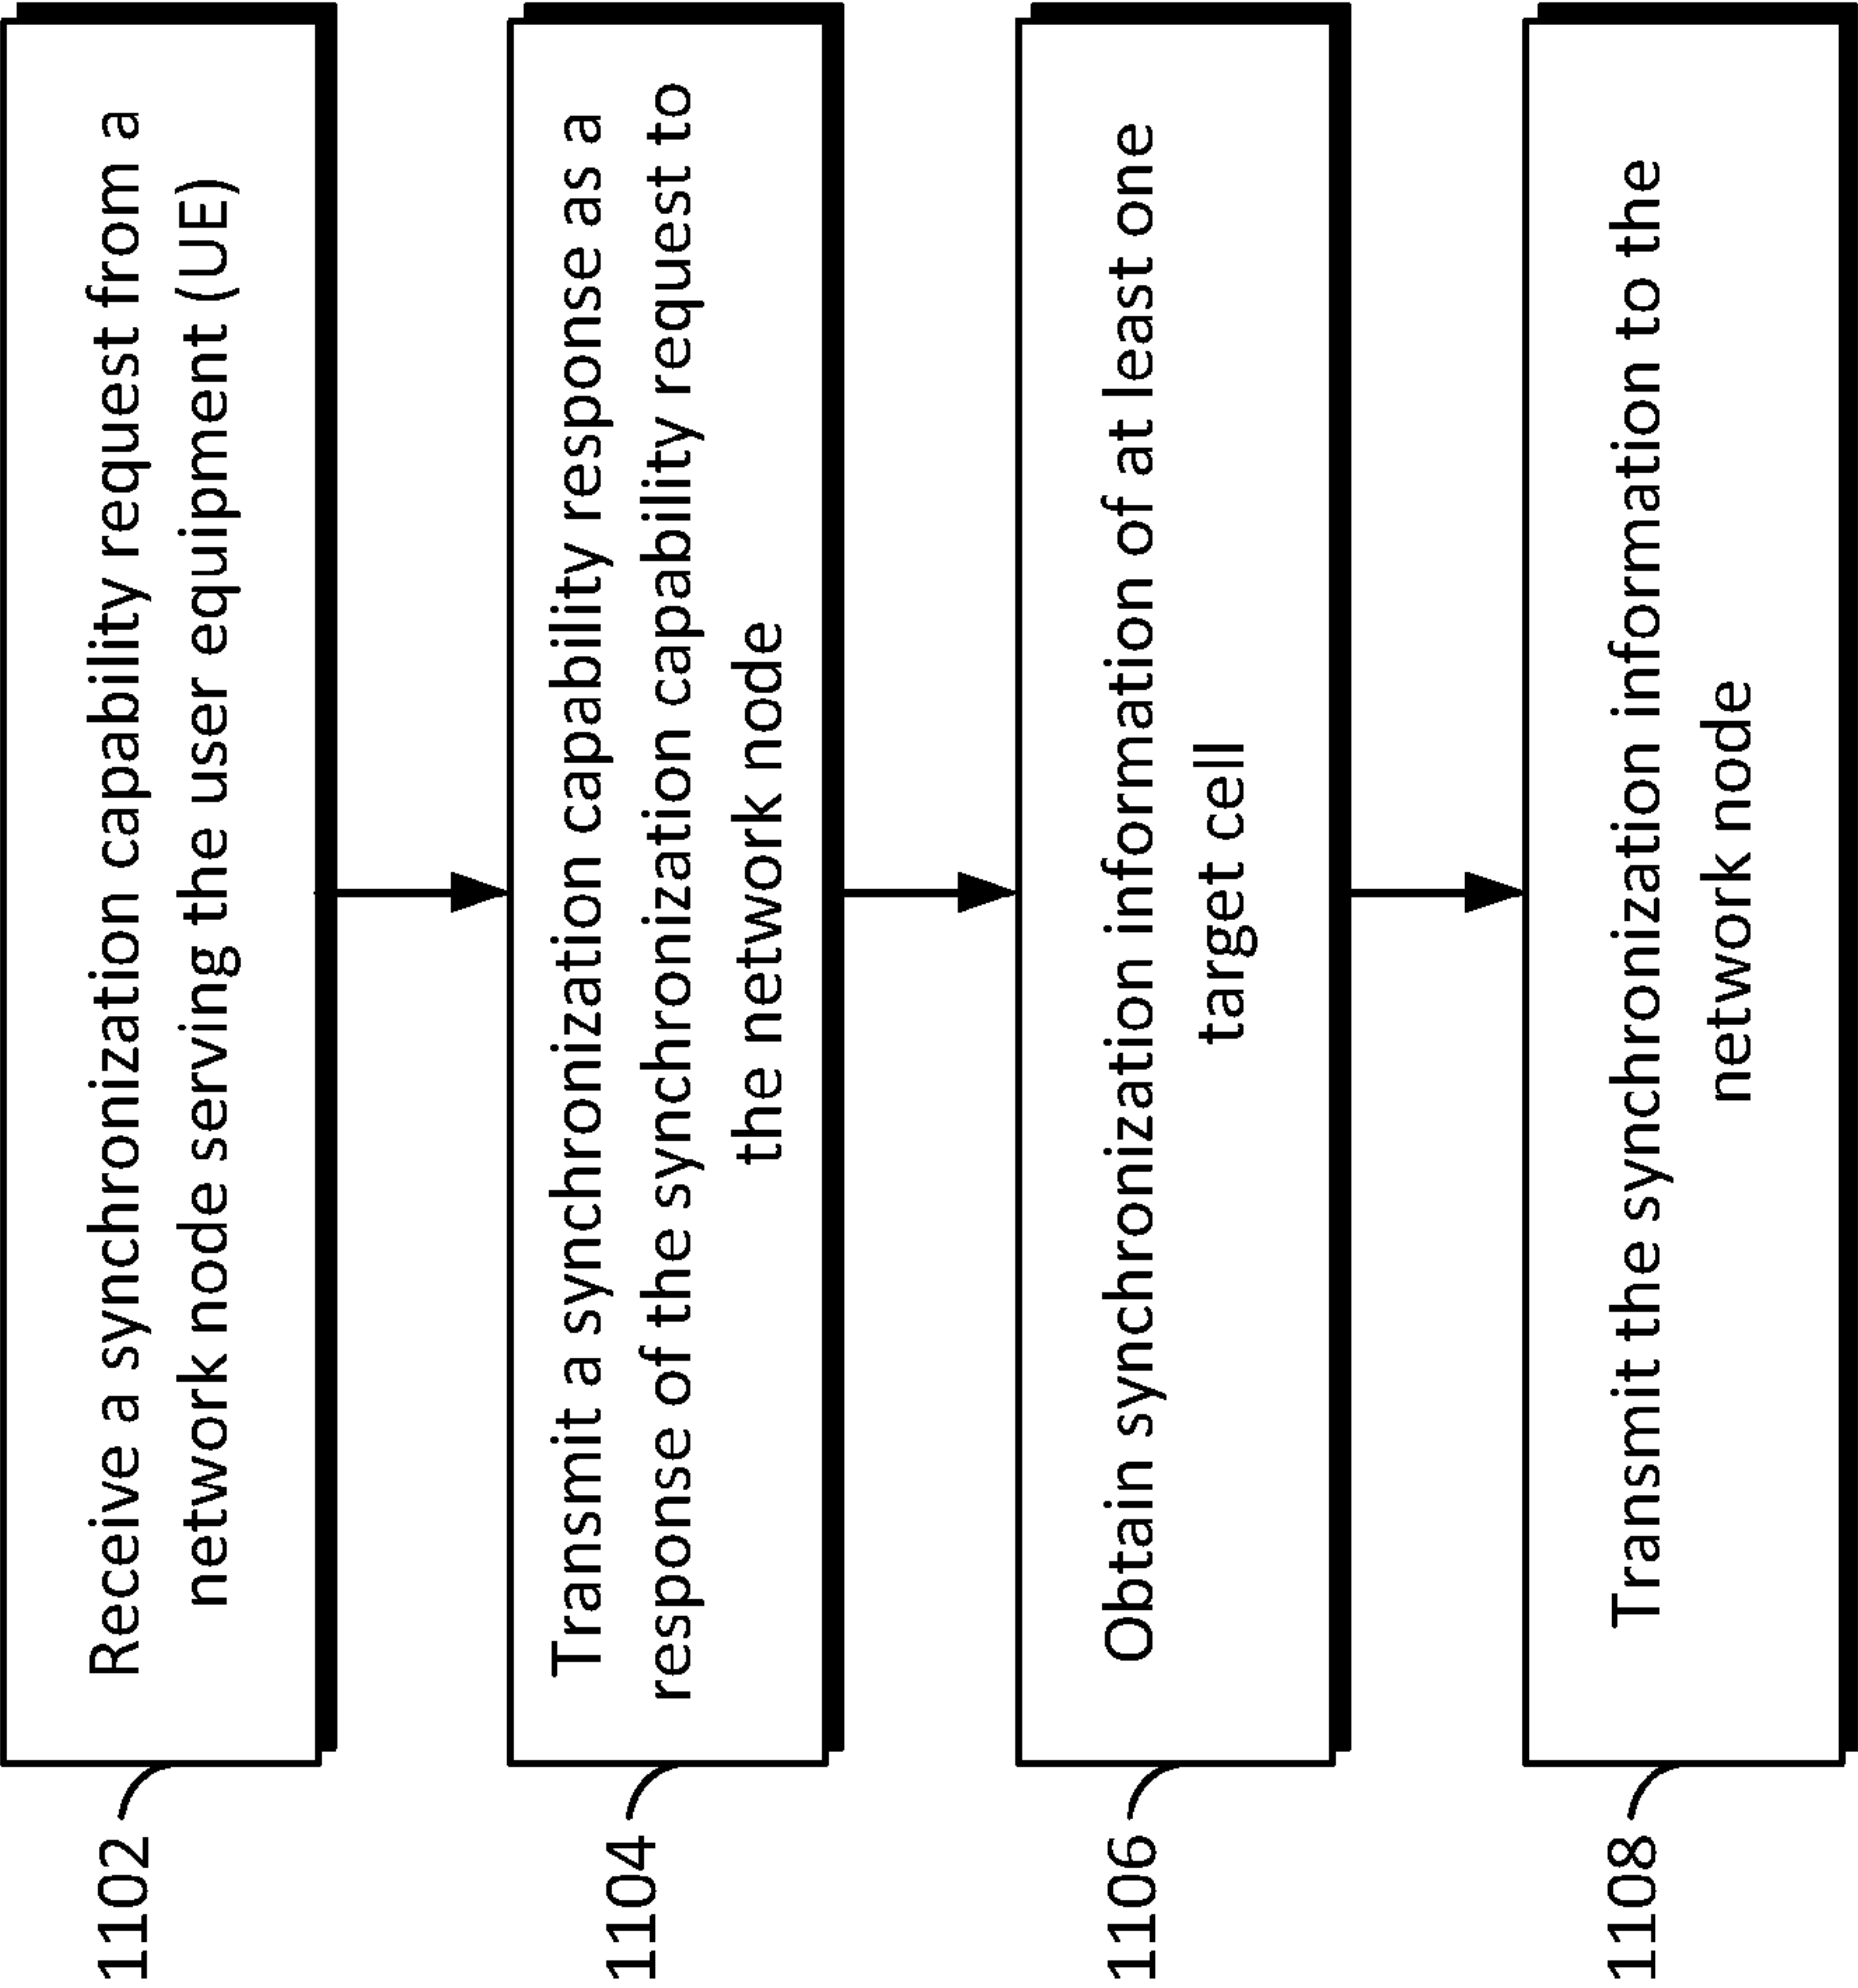 1102
Receive a synchronization capability request from a
network node serving the user equipment (UE)
1104
Transmit a synchronization capability response as a
response of the synchronization capability request to
the network node
1106
Obtain synchronization information of at least one
target cell
1108
Transmit the synchronization information to the
network node